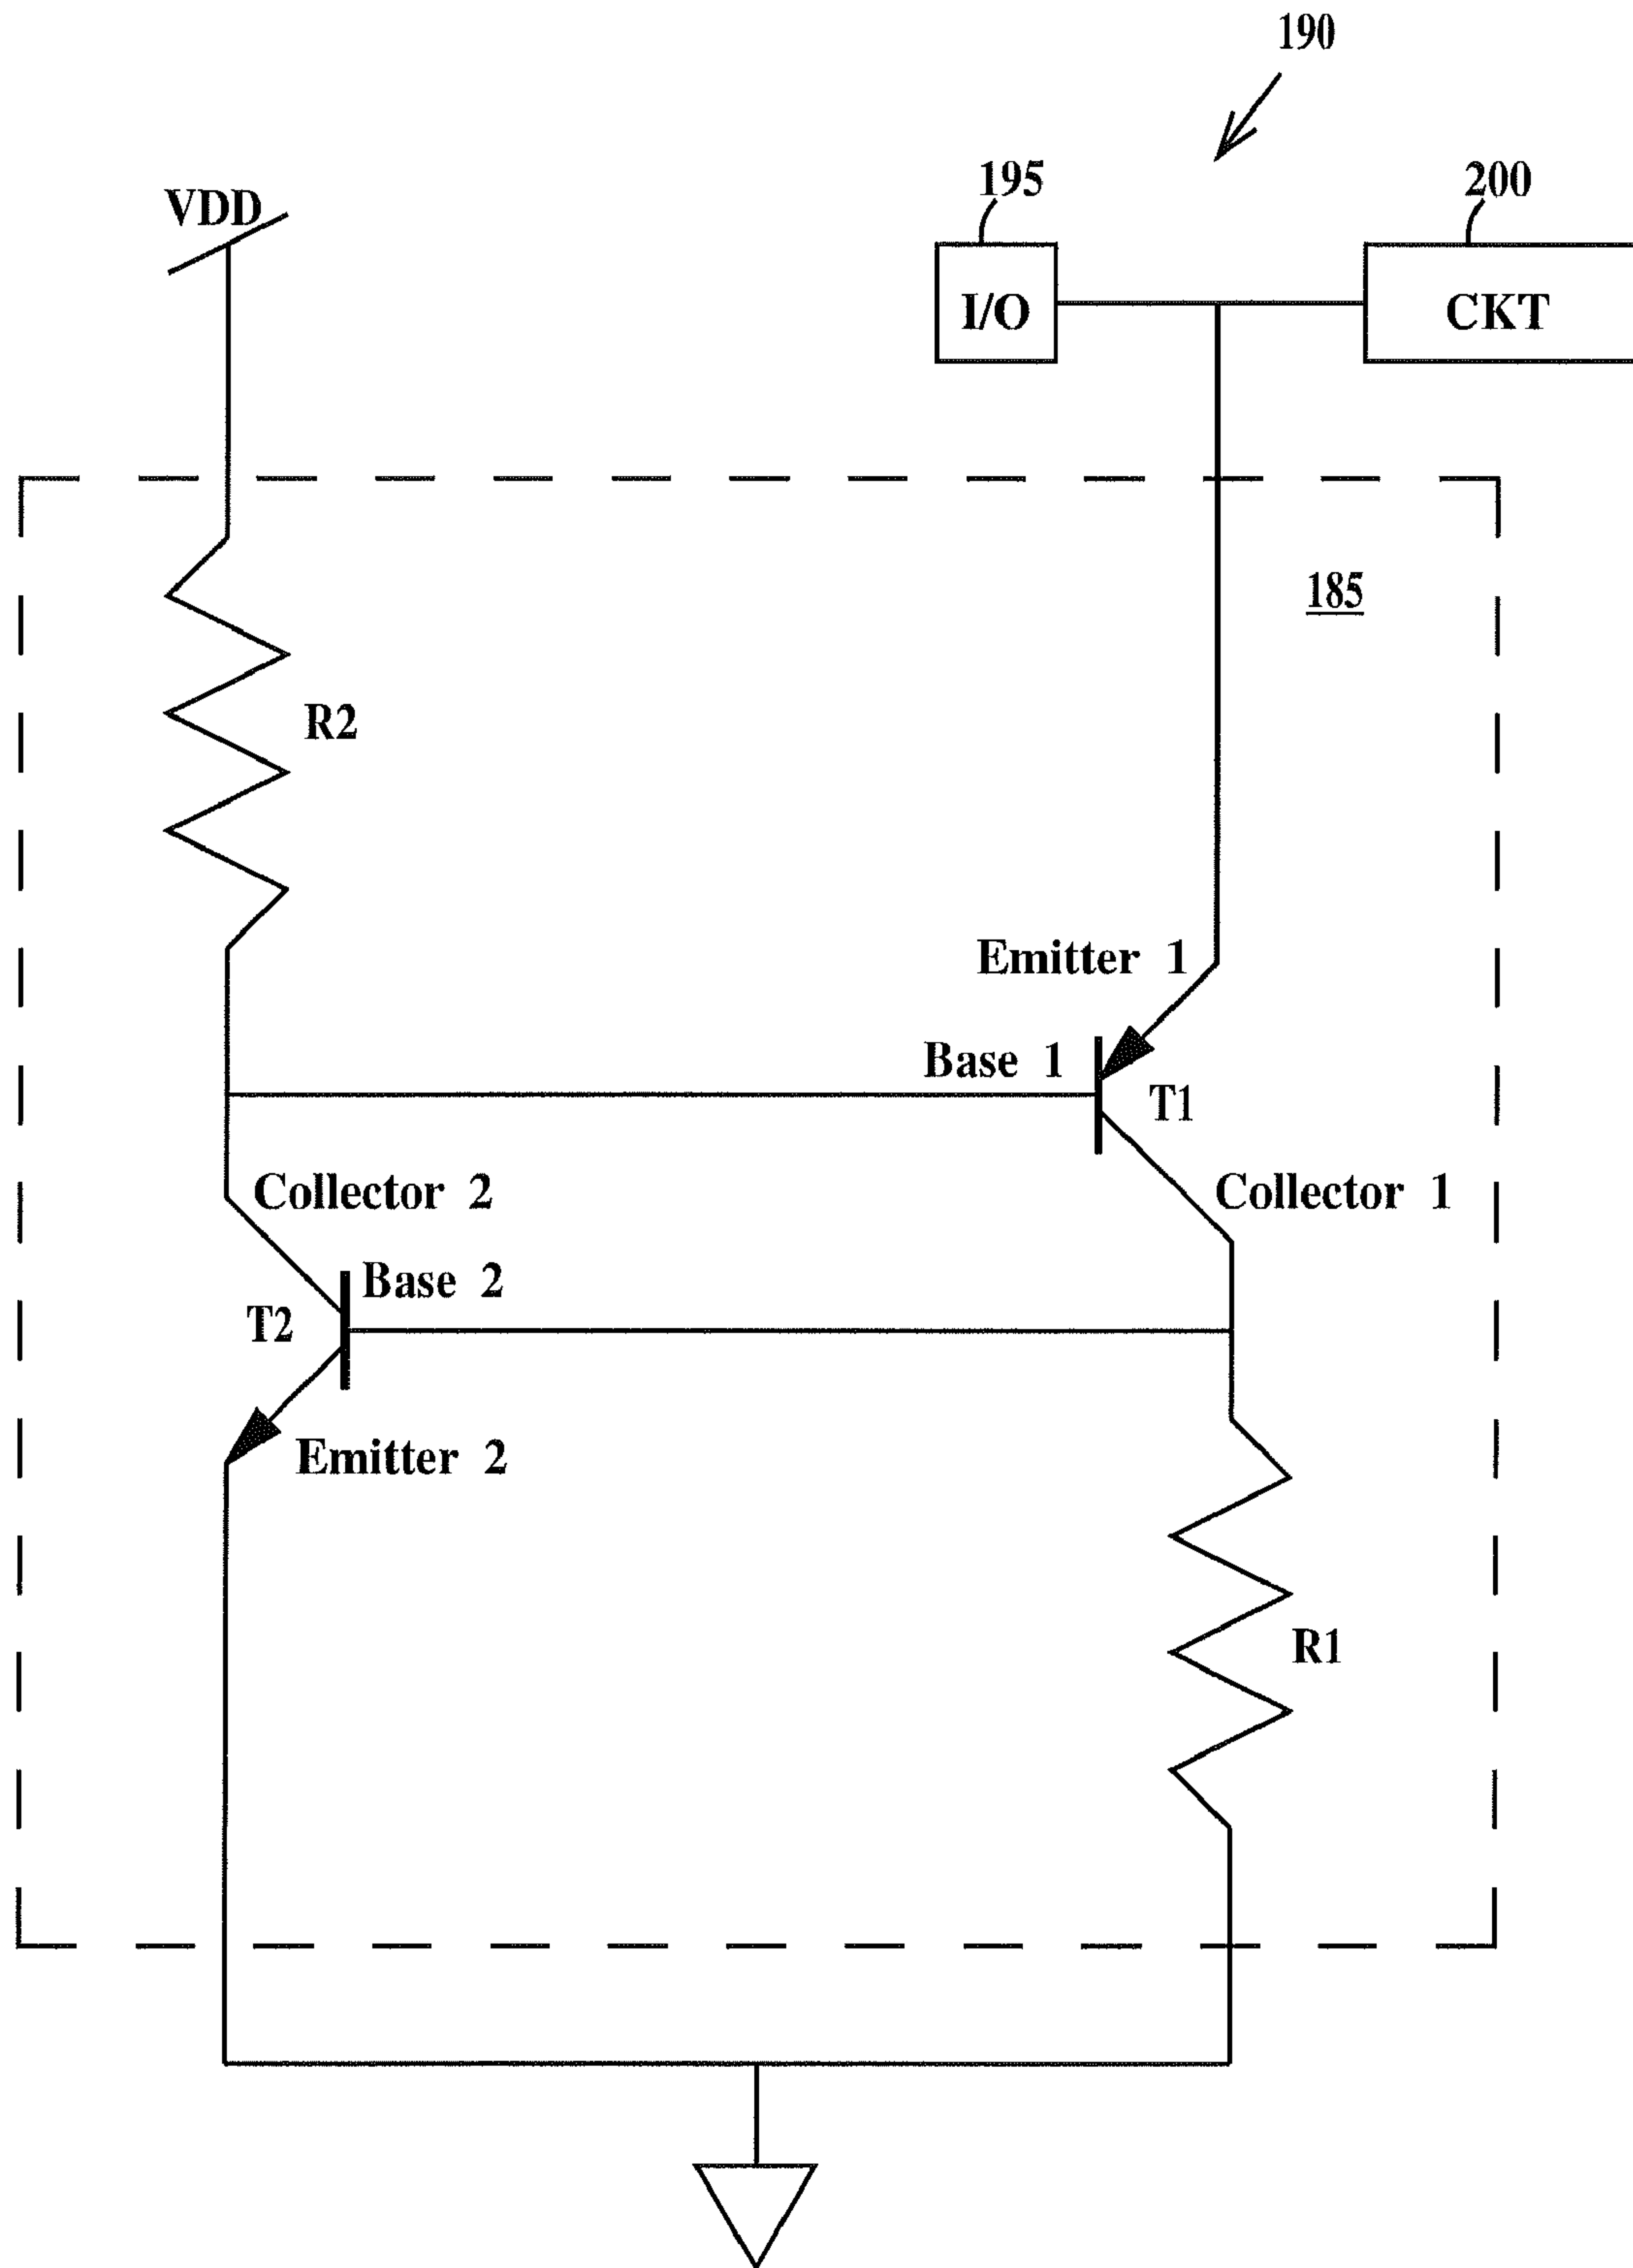 190
195
200
VDD
I/O
CKT
185
R2
Emitter 1
Base 1
T1
Collector 2
Collector 1
Base 2
T2
Emitter 2
R1